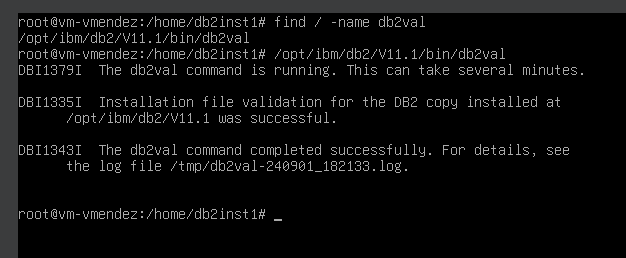 root@vm-vmendez:/home/db2inst1# find / -name db2val
/opt/ibm/db2/V11.1/bin/db2val
root@vm-vmendez:/home/db2inst1# /opt/ibm/db2/V11.1/bin/db2val
DBI1379I  The db2val command is running. This can take several minutes.

DBI1335I  Installation file validation for the DB2 copy installed at
      /opt/ibm/db2/V11.1 was successful.

DBI1343I  The db2val command completed successfully. For details, see
      the log file /tmp/db2val-240901_182133.log.


root@vm-vmendez:/home/db2inst1# _